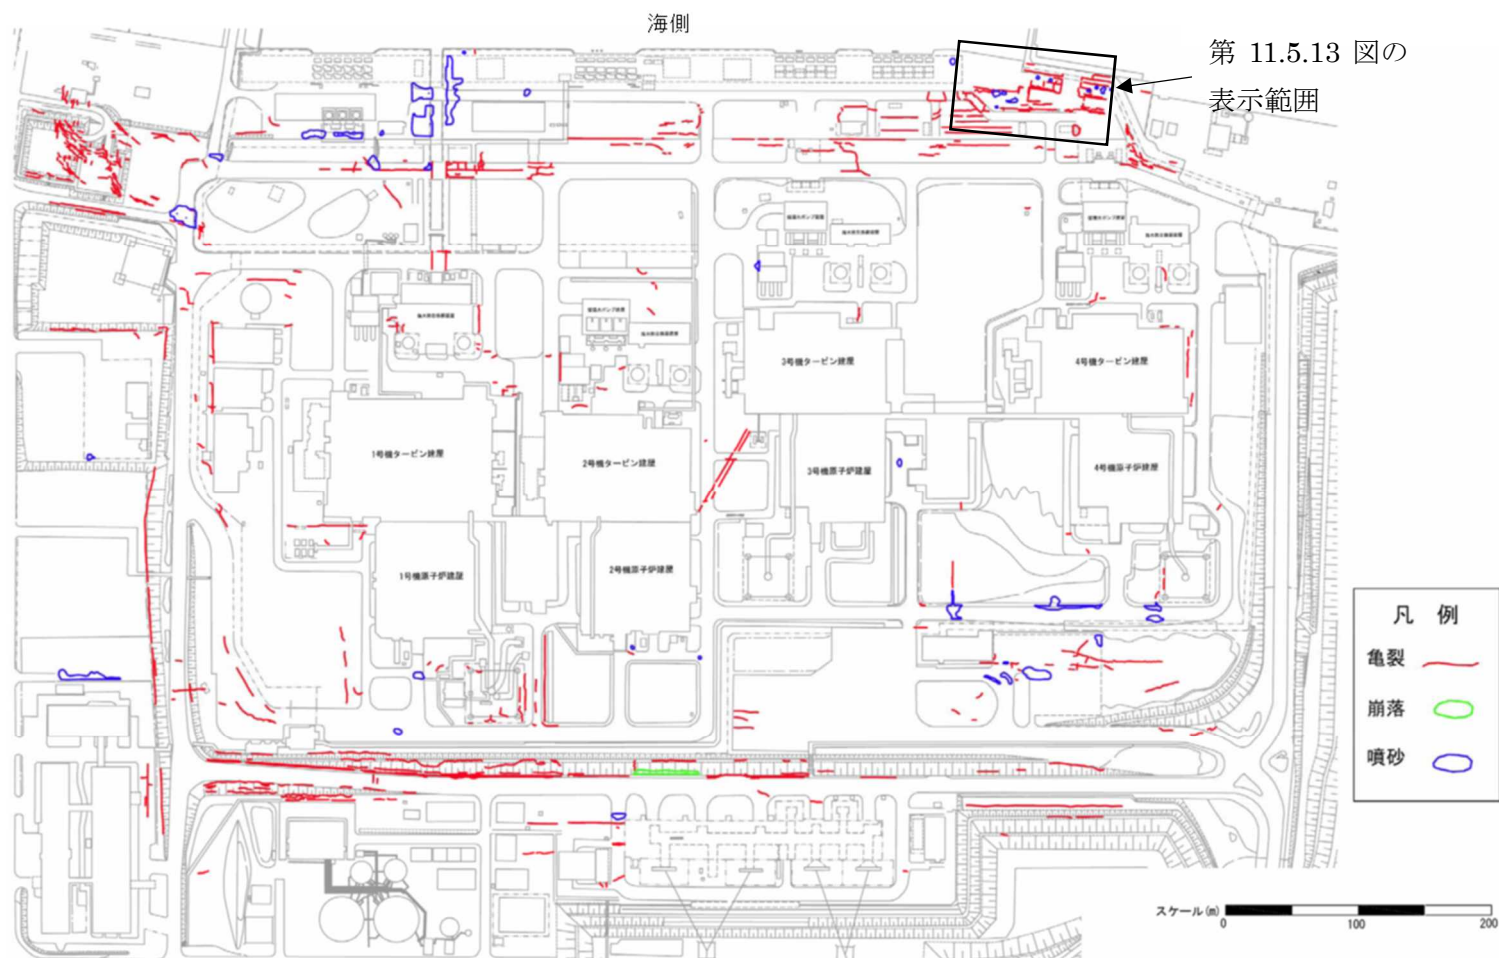 海側
第 11.5.13 図の
表示範囲
3号機タービン建屋
4号機タービン建屋
1号機タービン建屋
2号機タービン建屋
3号機原子炉建屋
4号機原子炉建屋
1号機原子炉建屋
2号機原子炉建屋
凡 例
亀裂
崩落
噴砂
スケール(m)
0
100
200